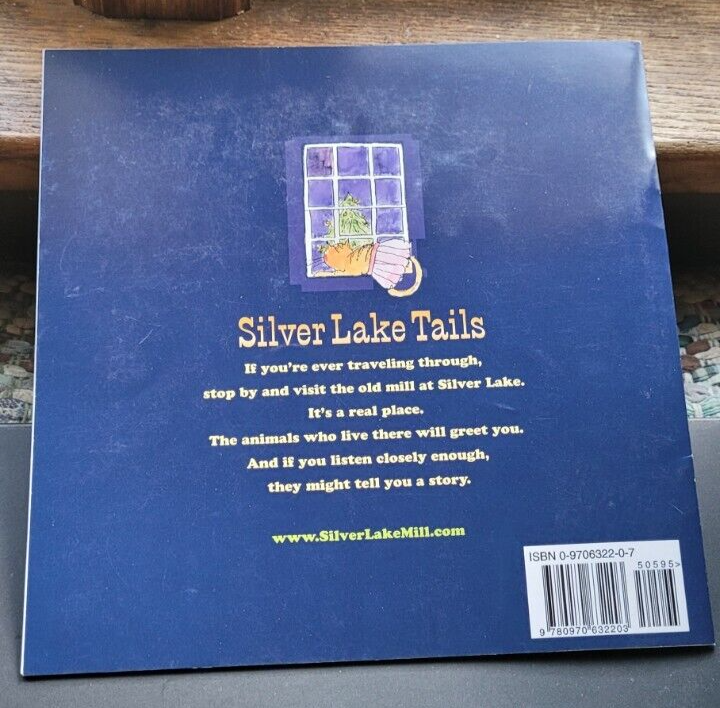 Silver Lake Tails
If you're ever traveling through,
stop by and visit the old mill at Silver Lake.
It's a real place.
The animals who live there will greet you.
And if you listen closely enough,
they might tell you a story.
www.SilverLakeMill.com
ISBN 0-9706322-0-7
50595>
9 780970 632203